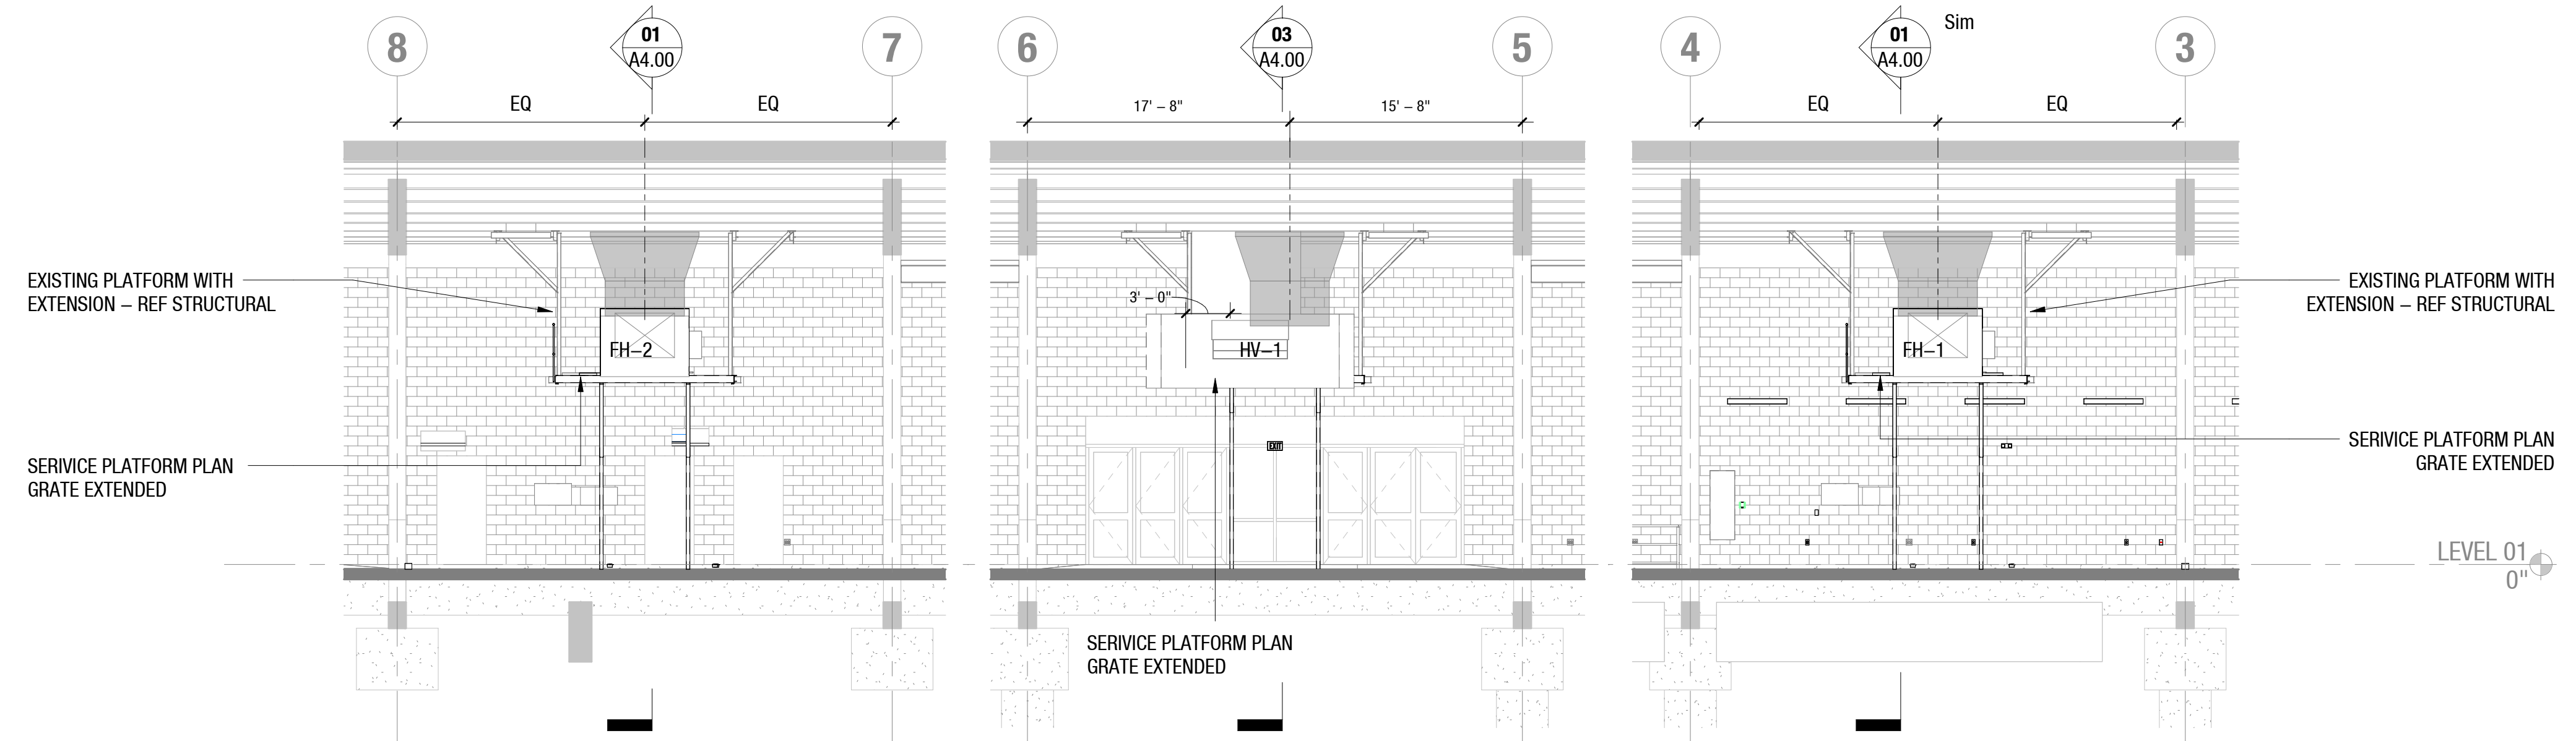 8
01
A4.00
7
6
03
A4.00
5
4
01
A4.00
Sim
3
EQ
EQ
17' – 8"
15' – 8"
EQ
EQ
EXISTING PLATFORM WITH
EXTENSION – REF STRUCTURAL
3' – 0"
EXISTING PLATFORM WITH
EXTENSION – REF STRUCTURAL
FH–2
HV–1
FH–1
EXIT
SERIVICE PLATFORM PLAN
GRATE EXTENDED
SERIVICE PLATFORM PLAN
GRATE EXTENDED
LEVEL 01
0"
SERIVICE PLATFORM PLAN
GRATE EXTENDED